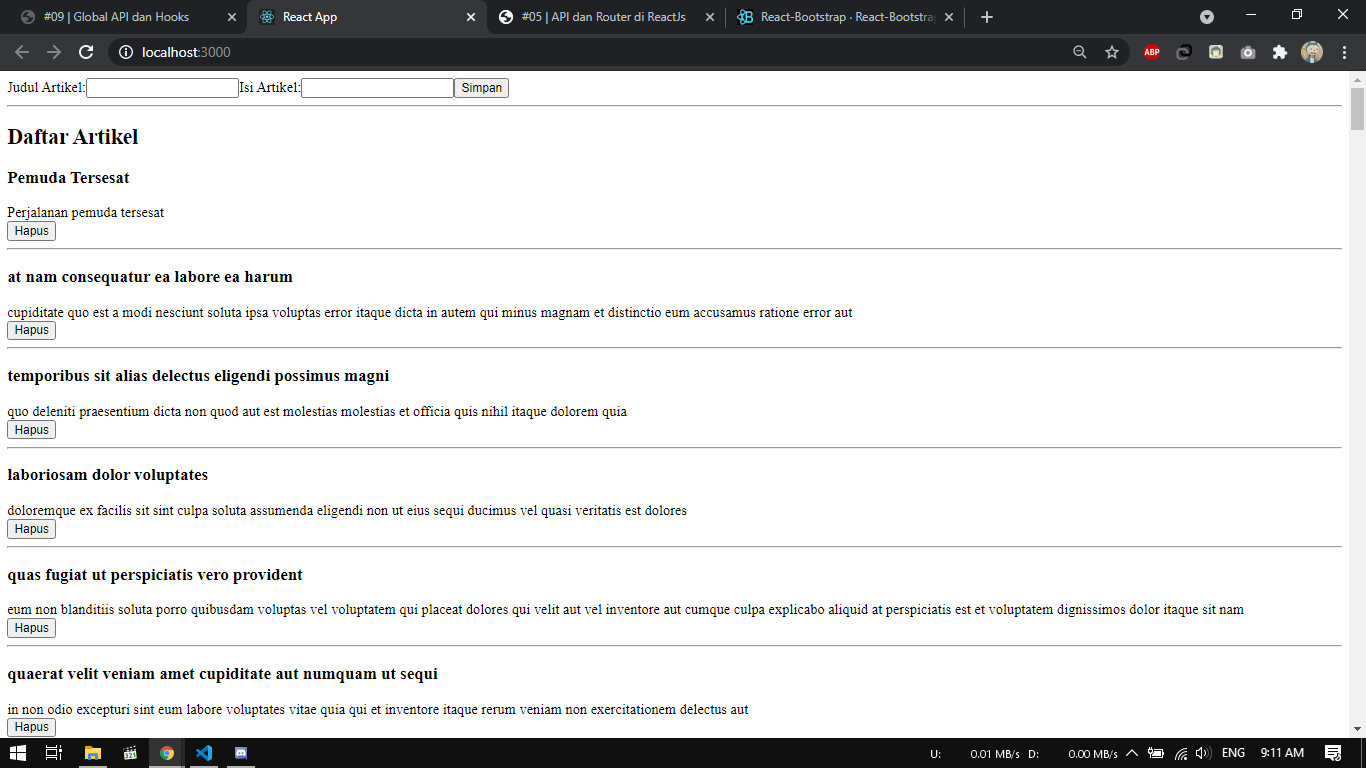 #09 | Global API dan Hooks
React App
#05 | API dan Router di ReactJs
React-Bootstrap · React-Bootstra
localhost:3000
ABP
Judul Artikel:
Isi Artikel:
Simpan
Daftar Artikel
Pemuda Tersesat
Perjalanan pemuda tersesat
Hapus
at nam consequatur ea labore ea harum
cupiditate quo est a modi nesciunt soluta ipsa voluptas error itaque dicta in autem qui minus magnam et distinctio eum accusamus ratione error aut
Hapus
temporibus sit alias delectus eligendi possimus magni
quo deleniti praesentium dicta non quod aut est molestias molestias et officia quis nihil itaque dolorem quia
Hapus
laboriosam dolor voluptates
doloremque ex facilis sit sint culpa soluta assumenda eligendi non ut eius sequi ducimus vel quasi veritatis est dolores
Hapus
quas fugiat ut perspiciatis vero provident
eum non blanditiis soluta porro quibusdam voluptas vel voluptatem qui placeat dolores qui velit aut vel inventore aut cumque culpa explicabo aliquid at perspiciatis est et voluptatem dignissimos dolor itaque sit nam
Hapus
quaerat velit veniam amet cupiditate aut numquam ut sequi
in non odio excepturi sint eum labore voluptates vitae quia qui et inventore itaque rerum veniam non exercitationem delectus aut
Hapus
U: 0.01 MB/s D: 0.00 MB/s
ENG
9:11 AM